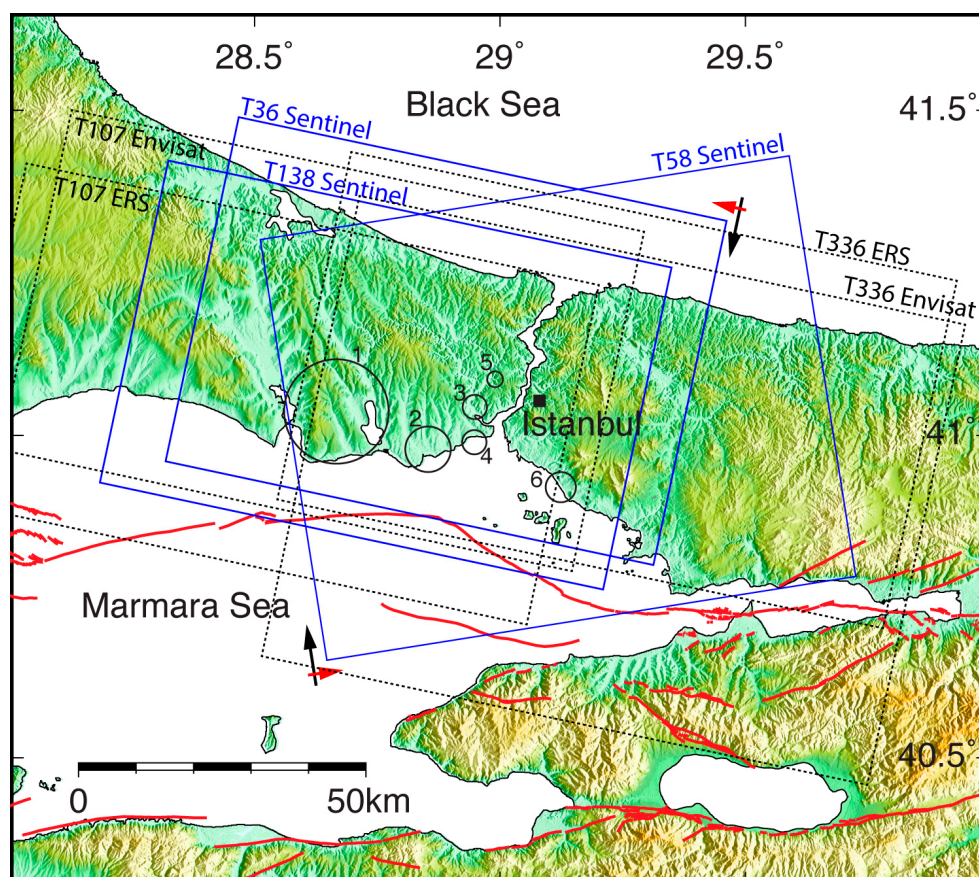 28.5°
29°
29.5°
Black Sea
41.5°
T36 Sentinel
T107 Envisat
T58 Sentinel
T138 Sentinel
T107 ERS
T336 ERS
T336 Envisat
1
5
3
2
4
Istanbul
41°
6
Marmara Sea
40.5°
0
50km